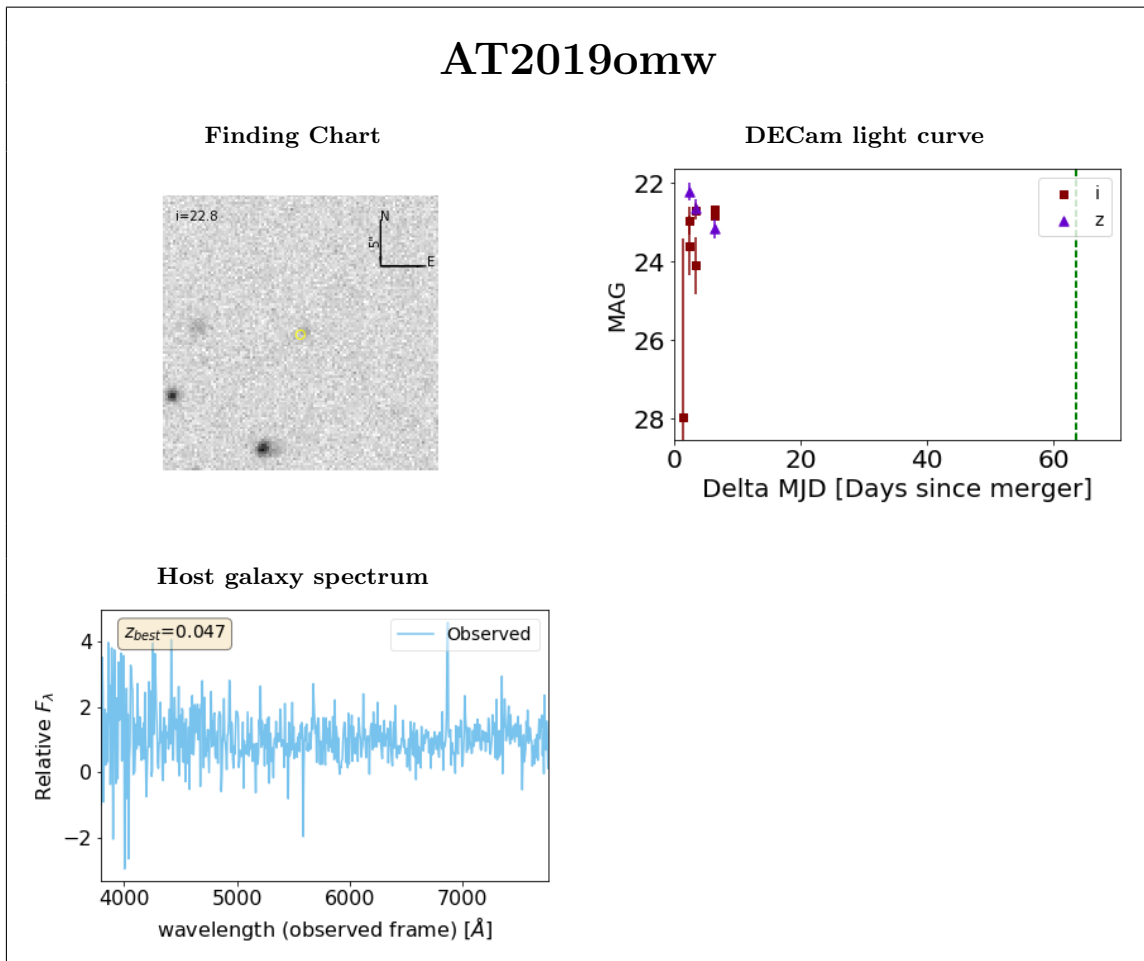 AT2019omw
Finding Chart
i=22.8
N
5"
E
DECam light curve
22
24
26
28
MAG
i
z
0
20
40
60
Delta MJD [Days since merger]
Host galaxy spectrum
z_best=0.047
Observed
4
2
0
−2
Relative F_λ
4000
5000
6000
7000
wavelength (observed frame) [Å]